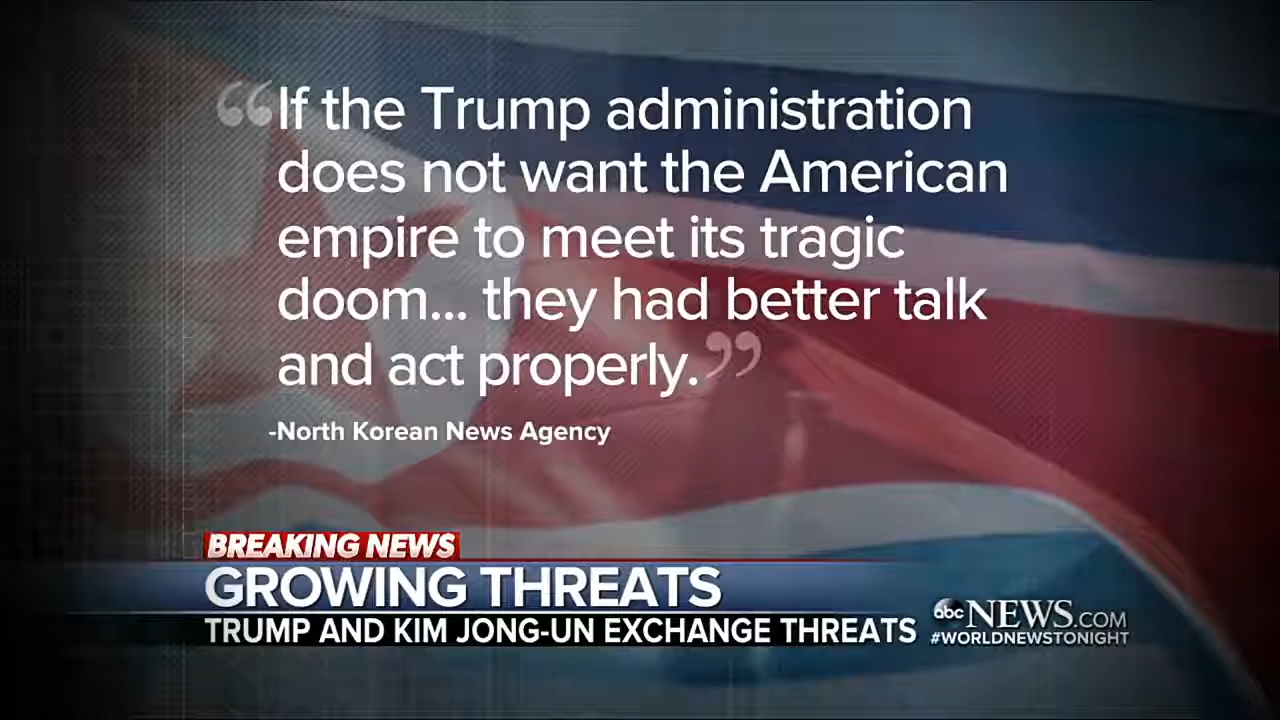 “If the Trump administration
does not want the American
empire to meet its tragic
doom... they had better talk
and act properly.”
-North Korean News Agency
BREAKING NEWS
GROWING THREATS
TRUMP AND KIM JONG-UN EXCHANGE THREATS
abc NEWS.COM
#WORLDNEWSTONIGHT